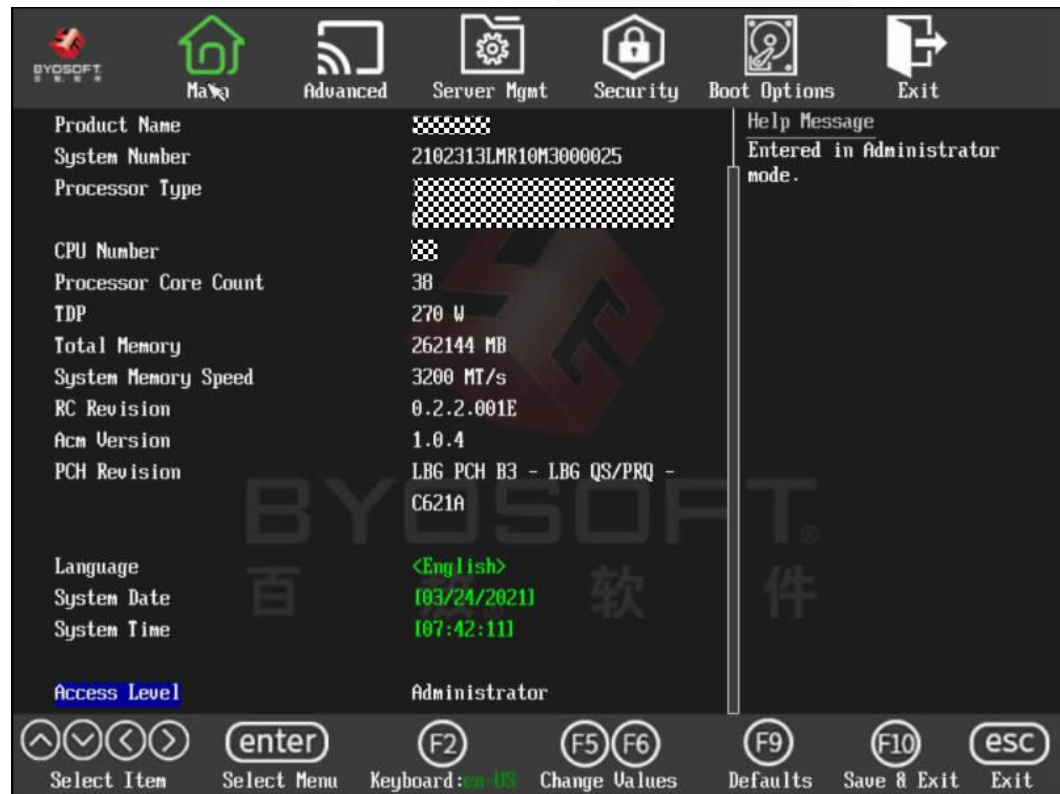 BYOSOFT
Main
Advanced
Server Mgmt
Security
Boot Options
Exit
Product Name
System Number 2102313LMR10M3000025
Processor Type
CPU Number
Processor Core Count 38
TDP 270 W
Total Memory 262144 MB
System Memory Speed 3200 MT/s
RC Revision 0.2.2.001E
Acm Version 1.0.4
PCH Revision LBG PCH B3 - LBG QS/PRQ -
C621A
Language <English>
System Date [03/24/2021]
System Time [07:42:11]
Access Level Administrator
Help Message
Entered in Administrator
mode.
BYOSOFT®
百敖软件
enter
F2
F5 F6
F9
F10
esc
Select Item
Select Menu
Keyboard:en-US
Change Values
Defaults
Save & Exit
Exit